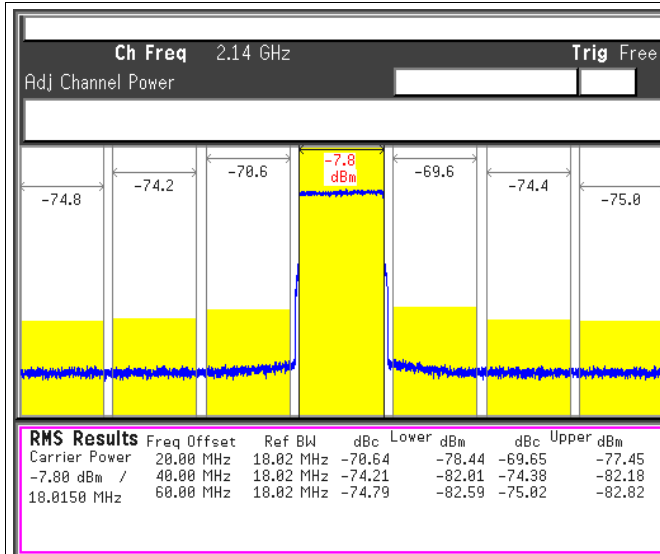 Ch Freq 2.14 GHz Trig Free
Adj Channel Power
-74.8 -74.2 -70.6 -7.8 dBm -69.6 -74.4 -75.0
RMS Results Freq Offset Ref BW dBc Lower dBm dBc Upper dBm
Carrier Power 20.00 MHz 18.02 MHz -70.64 -78.44 -69.65 -77.45
-7.80 dBm / 40.00 MHz 18.02 MHz -74.21 -82.01 -74.38 -82.18
18.0150 MHz 60.00 MHz 18.02 MHz -74.79 -82.59 -75.02 -82.82